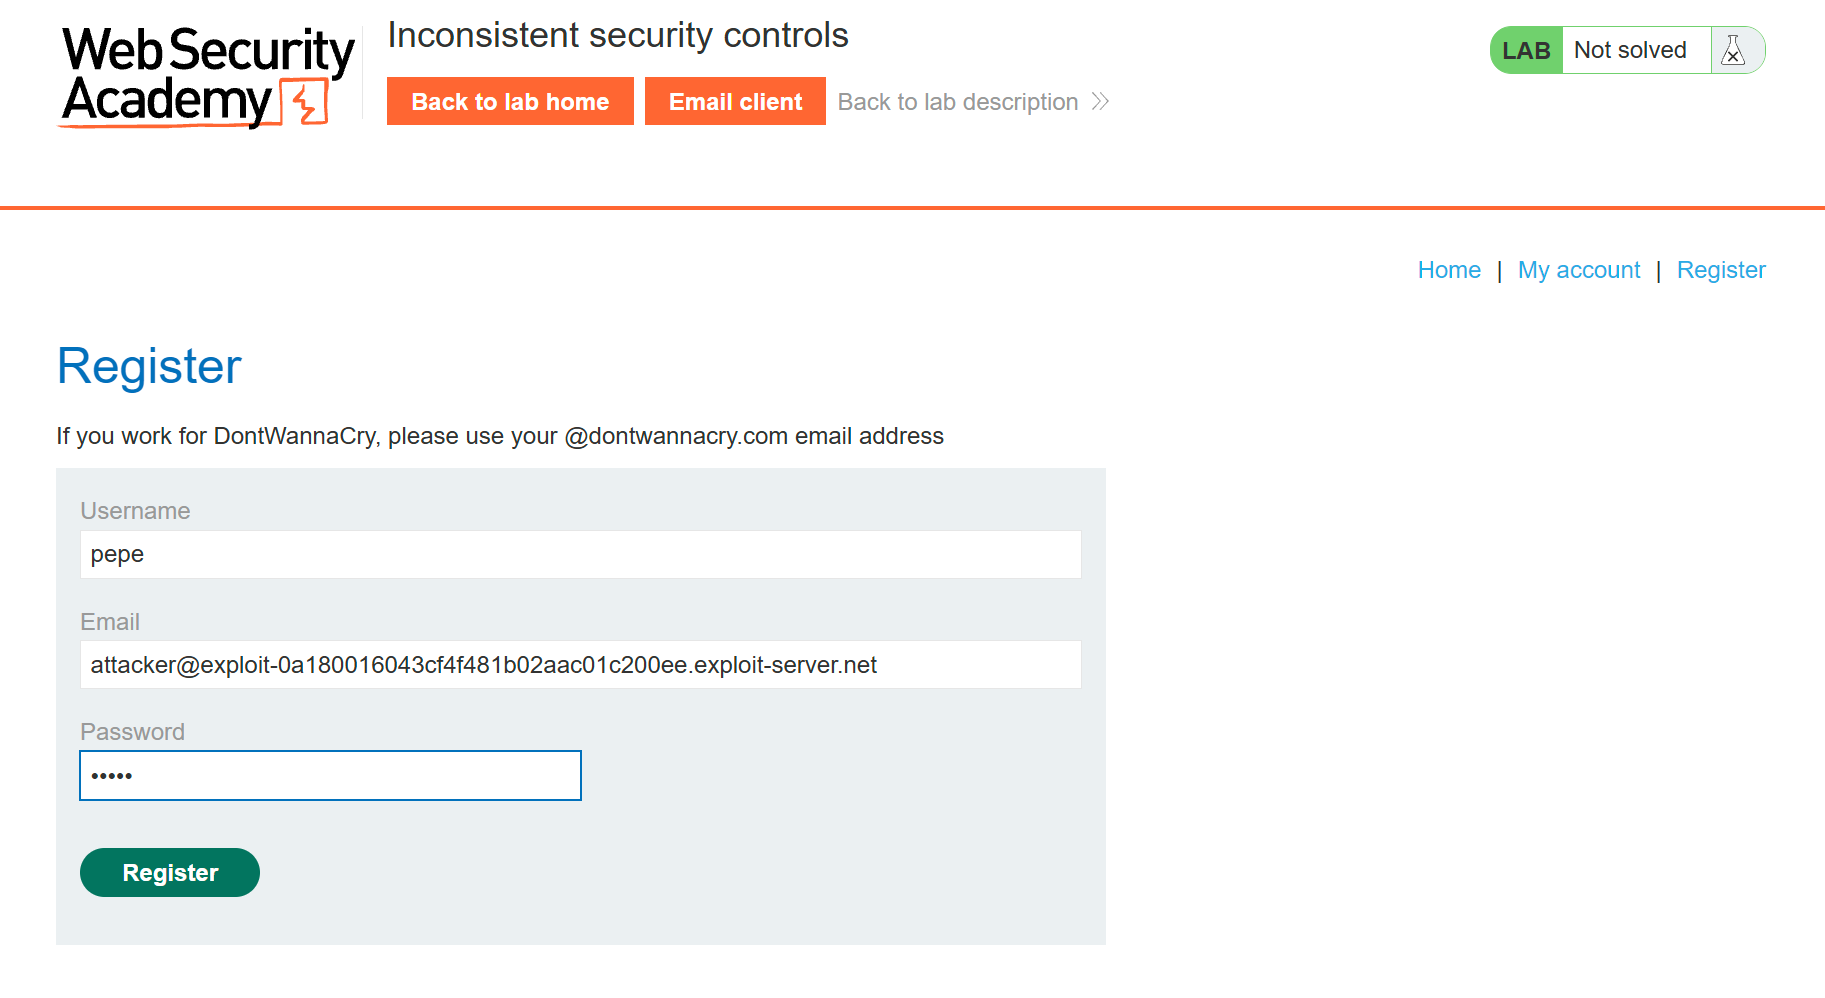 Web Security
Academy
Inconsistent security controls
Back to lab home
Email client
Back to lab description
LAB
Not solved
Home | My account | Register
Register
If you work for DontWannaCry, please use your @dontwannacry.com email address
Username
pepe
Email
attacker@exploit-0a180016043cf4f481b02aac01c200ee.exploit-server.net
Password
•••••
Register